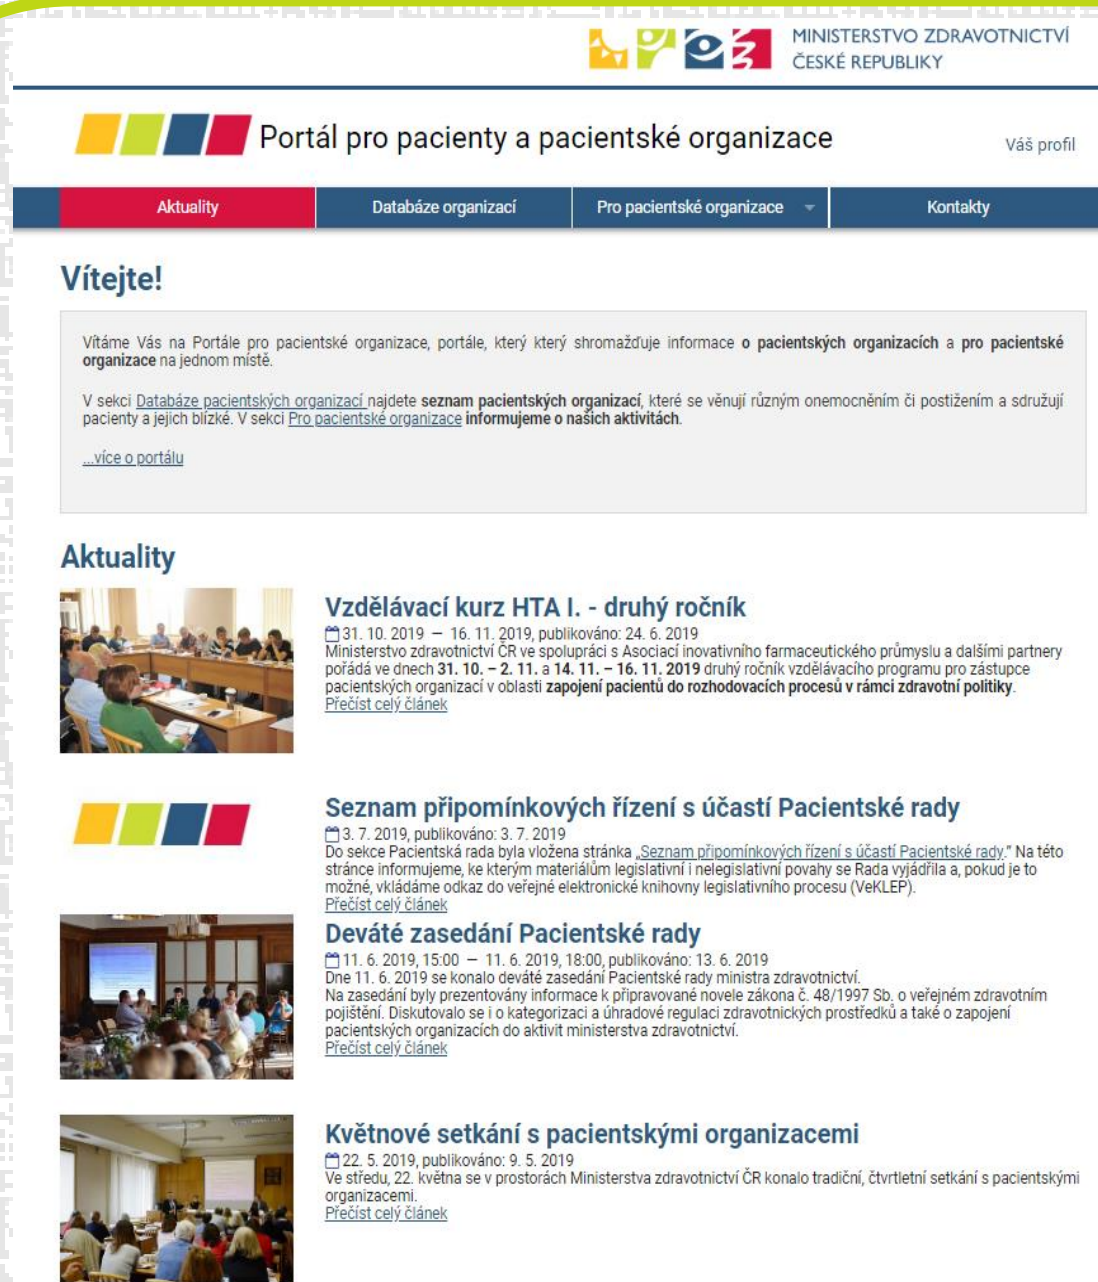 MINISTERSTVO ZDRAVOTNICTVÍ
ČESKÉ REPUBLIKY
Portál pro pacienty a pacientské organizace
Váš profil
Aktuality
Databáze organizací
Pro pacientské organizace
Kontakty
Vítejte!
Vítáme Vás na Portále pro pacientské organizace, portále, který který shromažďuje informace o pacientských organizacích a pro pacientské
organizace na jednom místě.
V sekci Databáze pacientských organizací najdete seznam pacientských organizací, které se věnují různým onemocněním či postižením a sdružují
pacienty a jejich blízké. V sekci Pro pacientské organizace informujeme o našich aktivitách.
...více o portálu
Aktuality
Vzdělávací kurz HTA I. - druhý ročník
31. 10. 2019 — 16. 11. 2019, publikováno: 24. 6. 2019
Ministerstvo zdravotnictví ČR ve spolupráci s Asociací inovativního farmaceutického průmyslu a dalšími partnery
pořádá ve dnech 31. 10. – 2. 11. a 14. 11. – 16. 11. 2019 druhý ročník vzdělávacího programu pro zástupce
pacientských organizací v oblasti zapojení pacientů do rozhodovacích procesů v rámci zdravotní politiky.
Přečíst celý článek
Seznam připomínkových řízení s účastí Pacientské rady
3. 7. 2019, publikováno: 3. 7. 2019
Do sekce Pacientská rada byla vložena stránka „Seznam připomínkových řízení s účastí Pacientské rady.“ Na této
stránce informujeme, ke kterým materiálům legislativní i nelegislativní povahy se Rada vyjádřila a, pokud je to
možné, vkládáme odkaz do veřejné elektronické knihovny legislativního procesu (VeKLEP).
Přečíst celý článek
Deváté zasedání Pacientské rady
11. 6. 2019, 15:00 — 11. 6. 2019, 18:00, publikováno: 13. 6. 2019
Dne 11. 6. 2019 se konalo deváté zasedání Pacientské rady ministra zdravotnictví.
Na zasedání byly prezentovány informace k připravované novele zákona č. 48/1997 Sb. o veřejném zdravotním
pojištění. Diskutovalo se i o kategorizaci a úhradové regulaci zdravotnických prostředků a také o zapojení
pacientských organizacích do aktivit ministerstva zdravotnictví.
Přečíst celý článek
Květnové setkání s pacientskými organizacemi
22. 5. 2019, publikováno: 9. 5. 2019
Ve středu, 22. května se v prostorách Ministerstva zdravotnictví ČR konalo tradiční, čtvrtletní setkání s pacientskými
organizacemi.
Přečíst celý článek